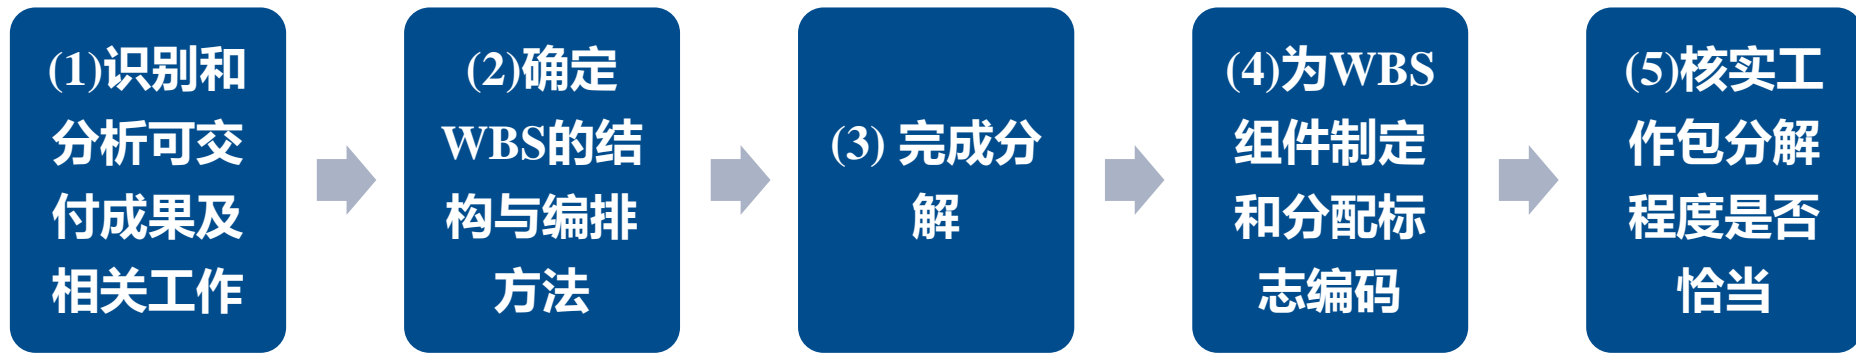 (1)识别和
分析可交
付成果及
相关工作
(2)确定
WBS的结
构与编排
方法
(3) 完成分
解
(4)为WBS
组件制定
和分配标
志编码
(5)核实工
作包分解
程度是否
恰当